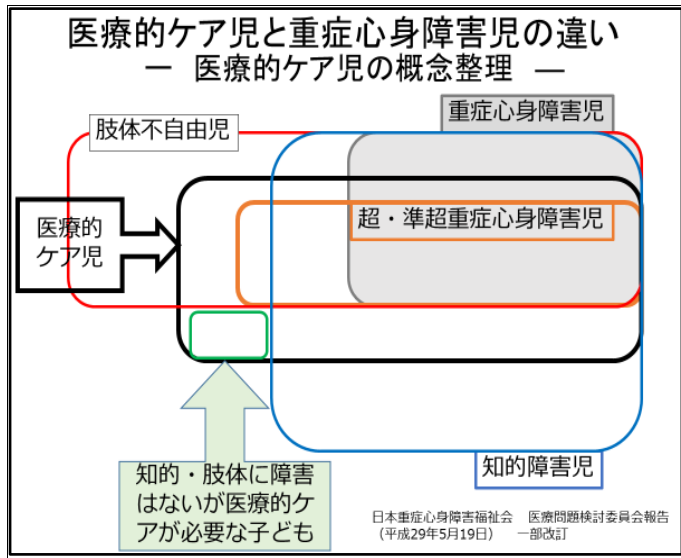 医療的ケア児と重症心身障害児の違い
― 医療的ケア児の概念整理 ―
重症心身障害児
肢体不自由児
超・準超重症心身障害児
医療的
ケア児
知的障害児
知的・肢体に障害
はないが医療的ケ
アが必要な子ども
日本重症心身障害福祉会 医療問題検討委員会報告
(平成29年5月19日) 一部改訂